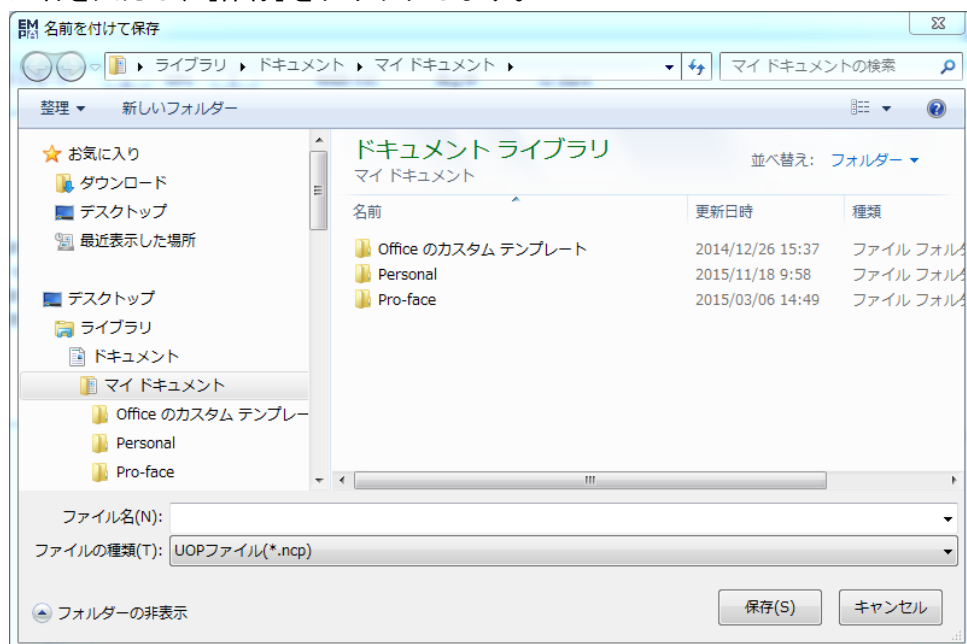 EM 名前を付けて保存
ライブラリ ▸ ドキュメント ▸ マイ ドキュメント ▸
マイ ドキュメントの検索
整理 ▼ 新しいフォルダー
お気に入り
ダウンロード
デスクトップ
最近表示した場所
デスクトップ
ライブラリ
ドキュメント
マイ ドキュメント
Office のカスタム テンプレー
Personal
Pro-face
ドキュメント ライブラリ
マイ ドキュメント
並べ替え: フォルダー ▼
名前 更新日時 種類
Office のカスタム テンプレート 2014/12/26 15:37 ファイル フォル
Personal 2015/11/18 9:58 ファイル フォル
Pro-face 2015/03/06 14:49 ファイル フォル
ファイル名(N):
ファイルの種類(T): UOPファイル(*.ncp)
フォルダーの非表示
保存(S) キャンセル